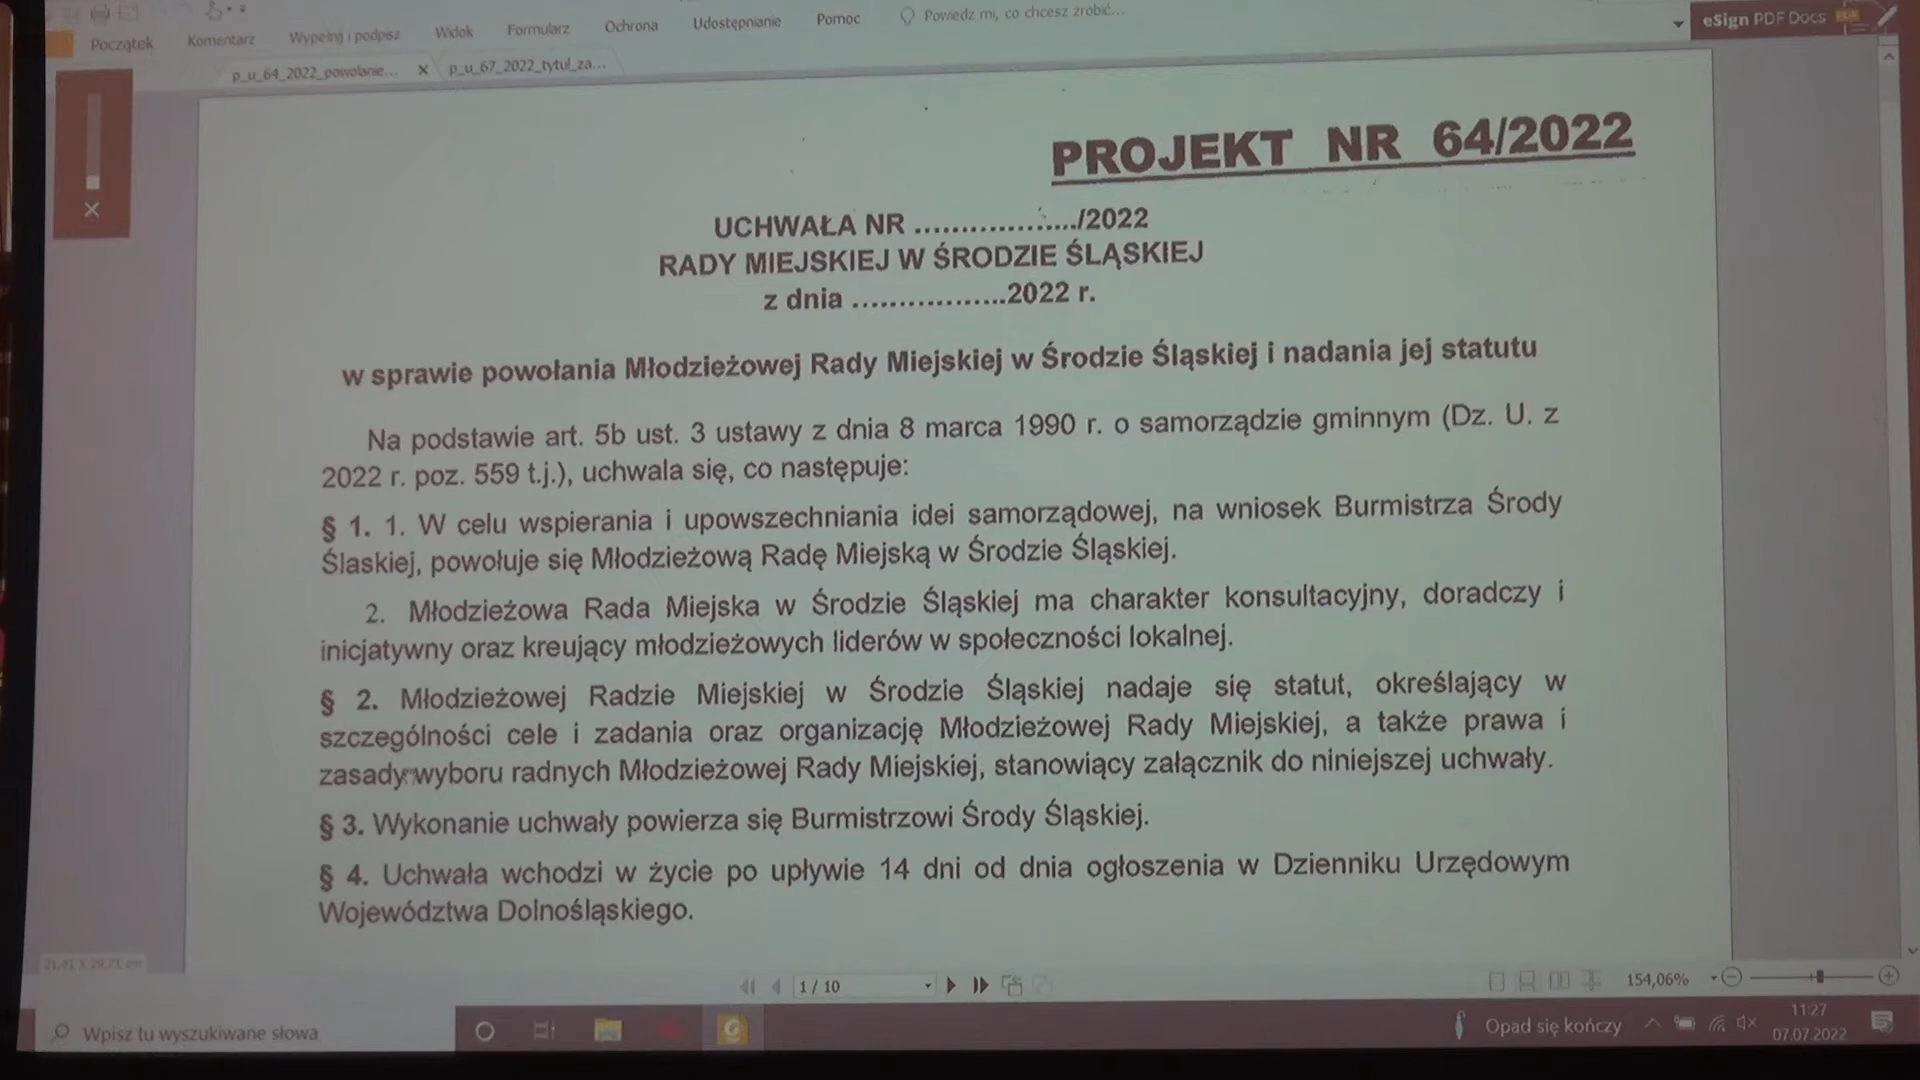 Początek Komentarz Wypełnij i podpisz Widok Formularz Ochrona Udostępnianie Pomoc Powiedz mi, co chcesz zrobić...
eSign PDF Docs
p_u_64_2022_powolanie... × p_u_67_2022_tytul_za...
PROJEKT NR 64/2022
UCHWAŁA NR ...................../2022
RADY MIEJSKIEJ W ŚRODZIE ŚLĄSKIEJ
z dnia .................2022 r.
w sprawie powołania Młodzieżowej Rady Miejskiej w Środzie Śląskiej i nadania jej statutu
Na podstawie art. 5b ust. 3 ustawy z dnia 8 marca 1990 r. o samorządzie gminnym (Dz. U. z
2022 r. poz. 559 t.j.), uchwala się, co następuje:
§ 1. 1. W celu wspierania i upowszechniania idei samorządowej, na wniosek Burmistrza Środy
Ślaskiej, powołuje się Młodzieżową Radę Miejską w Środzie Śląskiej.
2. Młodzieżowa Rada Miejska w Środzie Śląskiej ma charakter konsultacyjny, doradczy i
inicjatywny oraz kreujący młodzieżowych liderów w społeczności lokalnej.
§ 2. Młodzieżowej Radzie Miejskiej w Środzie Śląskiej nadaje się statut, określający w
szczególności cele i zadania oraz organizację Młodzieżowej Rady Miejskiej, a także prawa i
zasady wyboru radnych Młodzieżowej Rady Miejskiej, stanowiący załącznik do niniejszej uchwały.
§ 3. Wykonanie uchwały powierza się Burmistrzowi Środy Śląskiej.
§ 4. Uchwała wchodzi w życie po upływie 14 dni od dnia ogłoszenia w Dzienniku Urzędowym
Województwa Dolnośląskiego.
21,01 x 29,71 cm
1 / 10
154,06%
Wpisz tu wyszukiwane słowa
Opad się kończy
11:27
07.07.2022